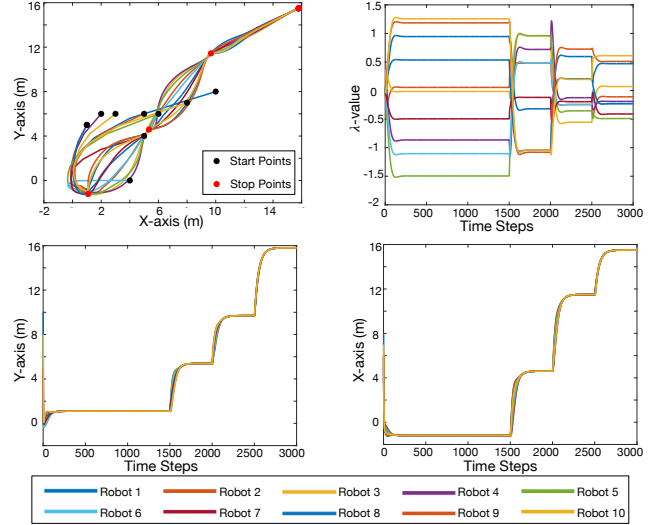 16
12
8
4
0
Y-axis (m)
Start Points
Stop Points
-2 2 6 10 14
X-axis (m)
1.5
1
0.5
0
-0.5
-1
-1.5
-2
λ-value
0 500 1000 1500 2000 2500 3000
Time Steps
16
12
8
4
0
Y-axis (m)
0 500 1000 1500 2000 2500 3000
Time Steps
16
12
8
4
0
X-axis (m)
0 500 1000 1500 2000 2500 3000
Time Steps
Robot 1 Robot 2 Robot 3 Robot 4 Robot 5
Robot 6 Robot 7 Robot 8 Robot 9 Robot 10